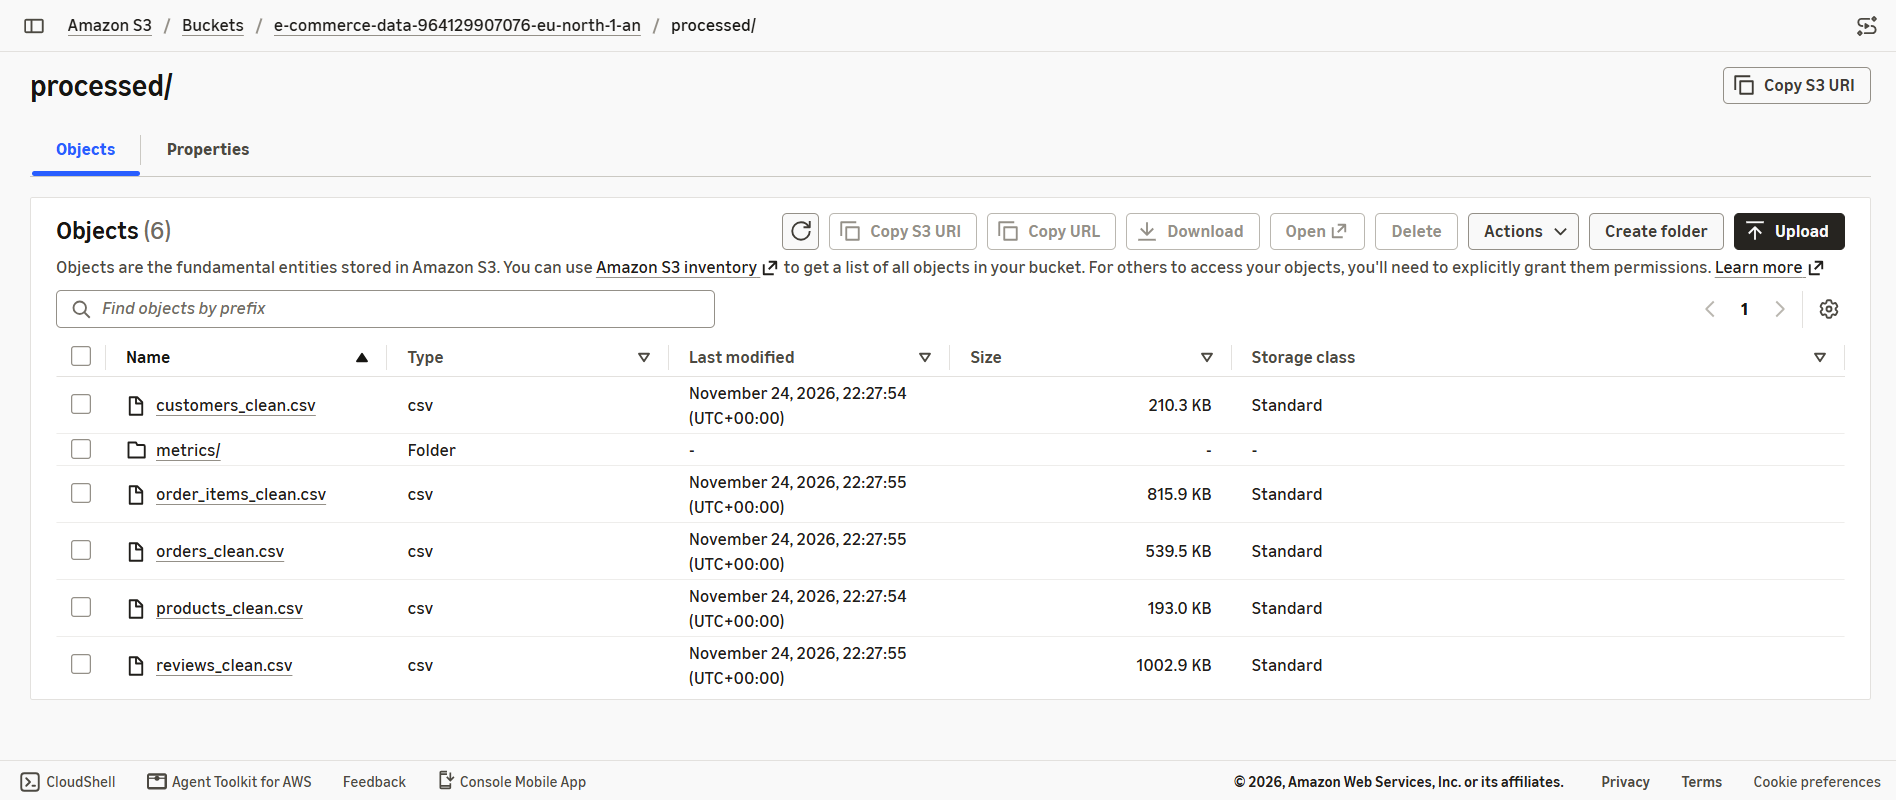 Amazon S3 / Buckets / e-commerce-data-964129907076-eu-north-1-an / processed/
processed/
Copy S3 URI
Objects
Properties
Objects (6)
Copy S3 URI
Copy URL
Download
Open
Delete
Actions
Create folder
Upload
Objects are the fundamental entities stored in Amazon S3. You can use Amazon S3 inventory to get a list of all objects in your bucket. For others to access your objects, you'll need to explicitly grant them permissions. Learn more
Find objects by prefix
1
Name Type Last modified Size Storage class
customers_clean.csv csv November 24, 2026, 22:27:54 210.3 KB Standard
(UTC+00:00)
metrics/ Folder - - -
order_items_clean.csv csv November 24, 2026, 22:27:55 815.9 KB Standard
(UTC+00:00)
orders_clean.csv csv November 24, 2026, 22:27:55 539.5 KB Standard
(UTC+00:00)
products_clean.csv csv November 24, 2026, 22:27:54 193.0 KB Standard
(UTC+00:00)
reviews_clean.csv csv November 24, 2026, 22:27:55 1002.9 KB Standard
(UTC+00:00)
CloudShell Agent Toolkit for AWS Feedback Console Mobile App © 2026, Amazon Web Services, Inc. or its affiliates. Privacy Terms Cookie preferences